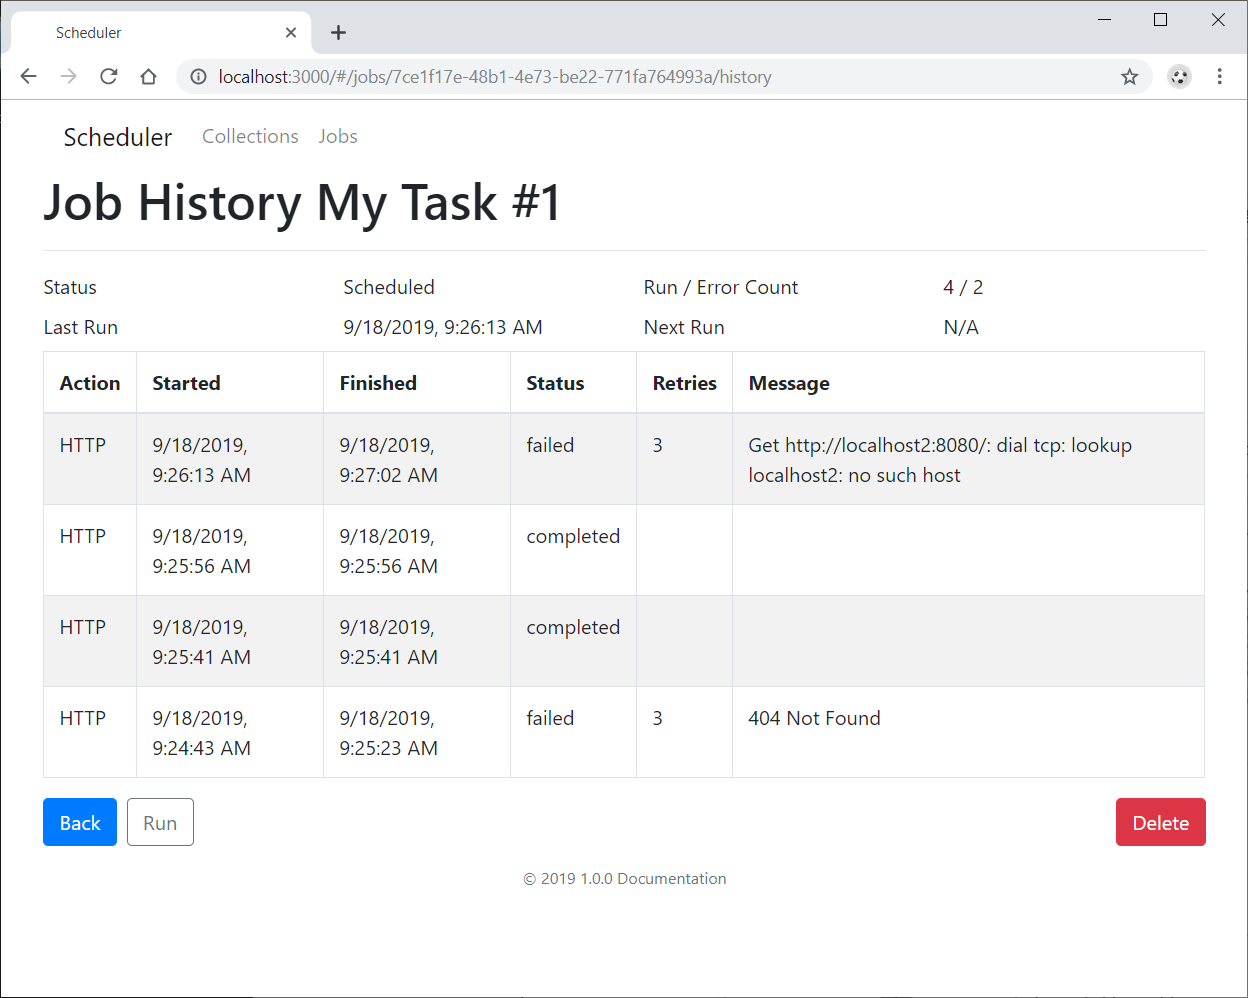 Scheduler
localhost:3000/#/jobs/7ce1f17e-48b1-4e73-be22-771fa764993a/history
Scheduler Collections Jobs
Job History My Task #1
Status Scheduled Run / Error Count 4 / 2
Last Run 9/18/2019, 9:26:13 AM Next Run N/A
Action Started Finished Status Retries Message
HTTP 9/18/2019, 9/18/2019, failed 3 Get http://localhost2:8080/: dial tcp: lookup
9:26:13 AM 9:27:02 AM localhost2: no such host
HTTP 9/18/2019, 9/18/2019, completed
9:25:56 AM 9:25:56 AM
HTTP 9/18/2019, 9/18/2019, completed
9:25:41 AM 9:25:41 AM
HTTP 9/18/2019, 9/18/2019, failed 3 404 Not Found
9:24:43 AM 9:25:23 AM
Back Run Delete
© 2019 1.0.0 Documentation